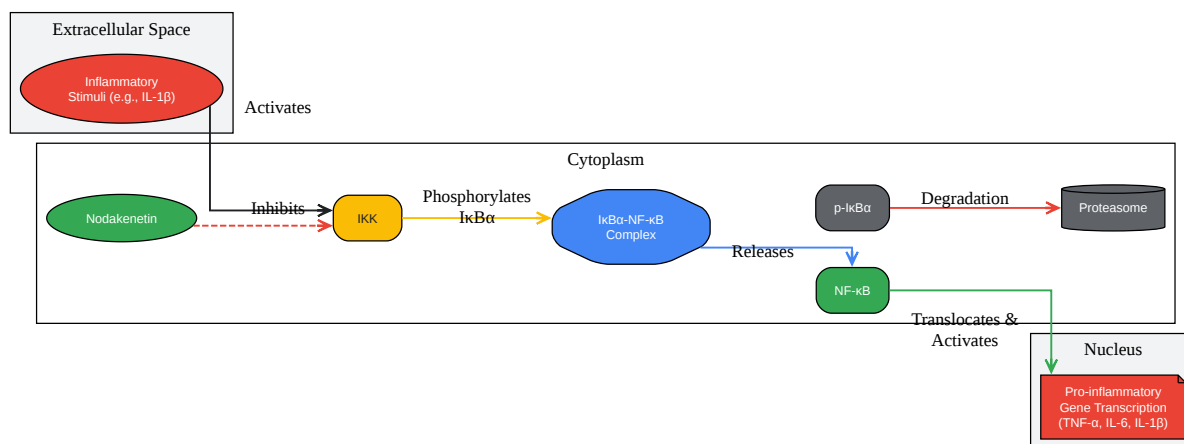 Extracellular Space
Inflammatory
Stimuli (e.g., IL-1β)
Activates
Cytoplasm
Nodakenetin
Inhibits
IKK
Phosphorylates
IκBα
IκBα-NF-κB
Complex
Releases
p-IκBα
Degradation
Proteasome
NF-κB
Translocates &
Activates
Nucleus
Pro-inflammatory
Gene Transcription
(TNF-α, IL-6, IL-1β)